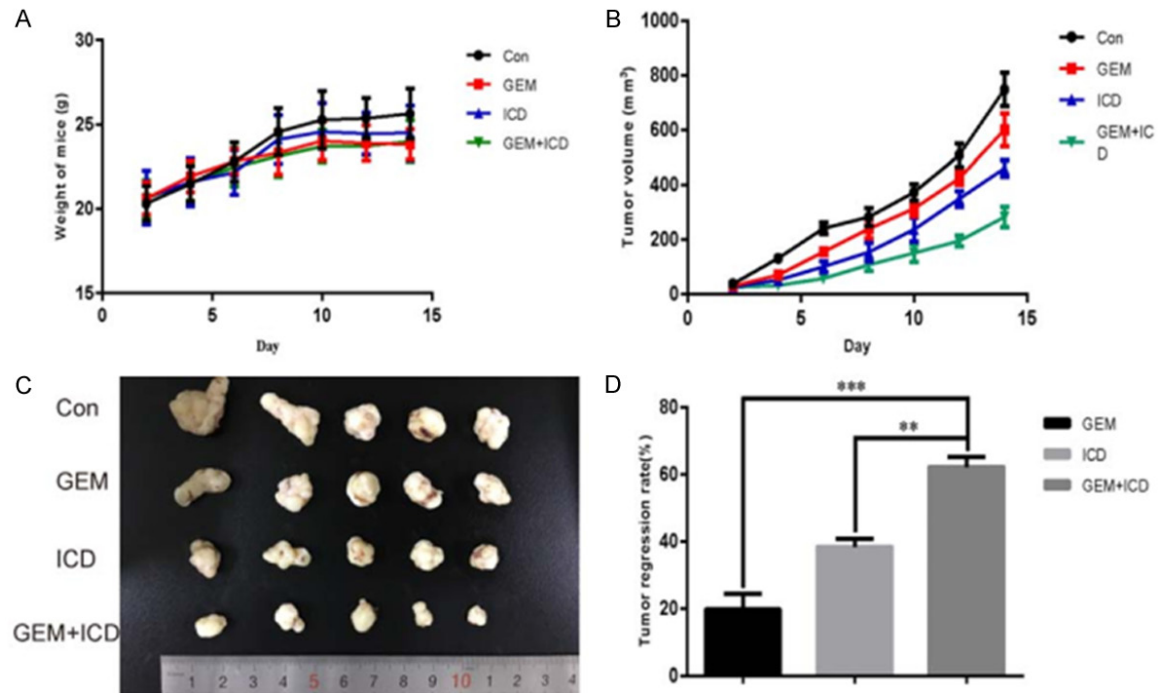 A
30
25
20
15
Weight of mice (g)
0
5
10
15
Day
Con
GEM
ICD
GEM+ICD
B
1000
800
600
400
200
0
Tumor volume (mm³)
0
5
10
15
Day
Con
GEM
ICD
GEM+IC
D
C
Con
GEM
ICD
GEM+ICD
1 2 3 4 5 6 7 8 9 10 1 2 3 4
D
80
60
40
20
0
Tumor regression rate(%)
***
**
GEM
ICD
GEM+ICD